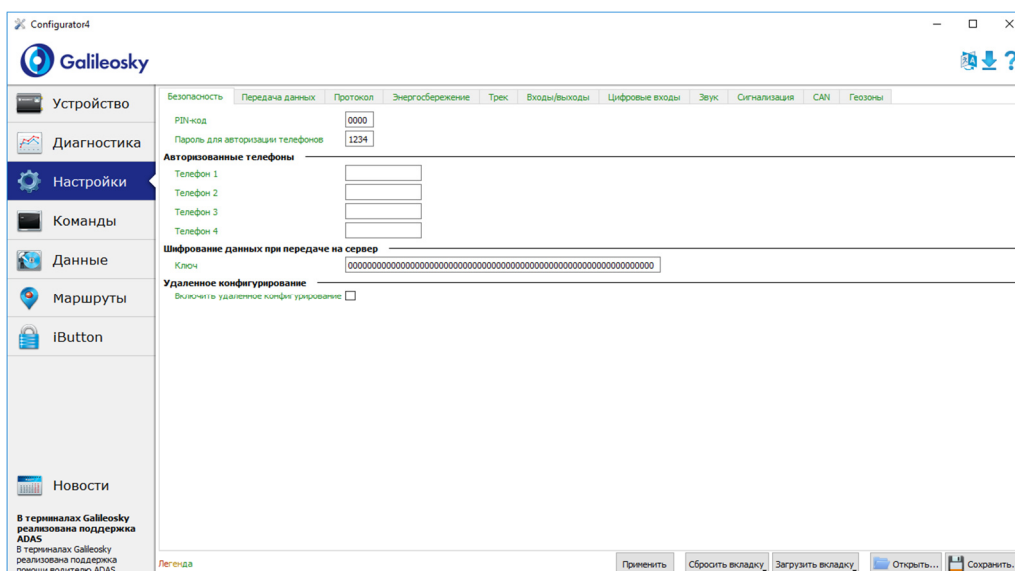 Configurator4
Galileosky
Устройство
Диагностика
Настройки
Команды
Данные
Маршруты
iButton
Новости
В терминалах Galileosky
реализована поддержка
ADAS
В терминалах Galileosky
реализована поддержка
помощи водителю ADAS
Безопасность Передача данных Протокол Энергосбережение Трек Входы/выходы Цифровые входы Звук Сигнализация CAN Геозоны
PIN-код 0000
Пароль для авторизации телефонов 1234
Авторизованные телефоны
Телефон 1
Телефон 2
Телефон 3
Телефон 4
Шифрование данных при передаче на сервер
Ключ 0000000000000000000000000000000000000000000000000000000000000000
Удаленное конфигурирование
Включить удаленное конфигурирование
Легенда Применить Сбросить вкладку Загрузить вкладку Открыть... Сохранить..